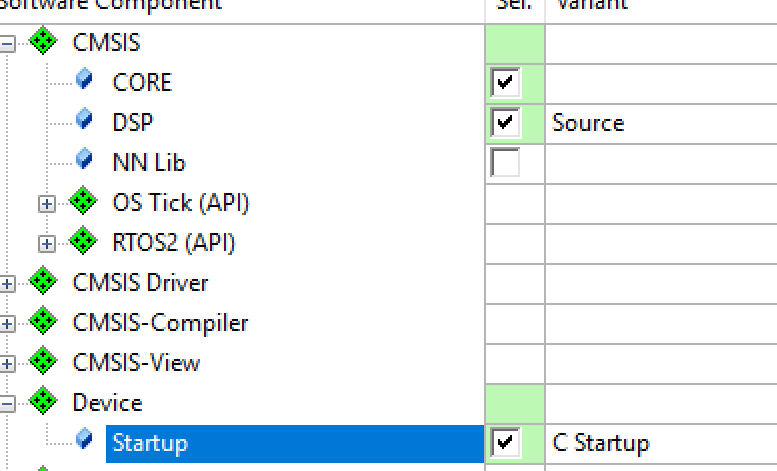 Software Component Sel. Variant
CMSIS
CORE
DSP Source
NN Lib
OS Tick (API)
RTOS2 (API)
CMSIS Driver
CMSIS-Compiler
CMSIS-View
Device
Startup C Startup